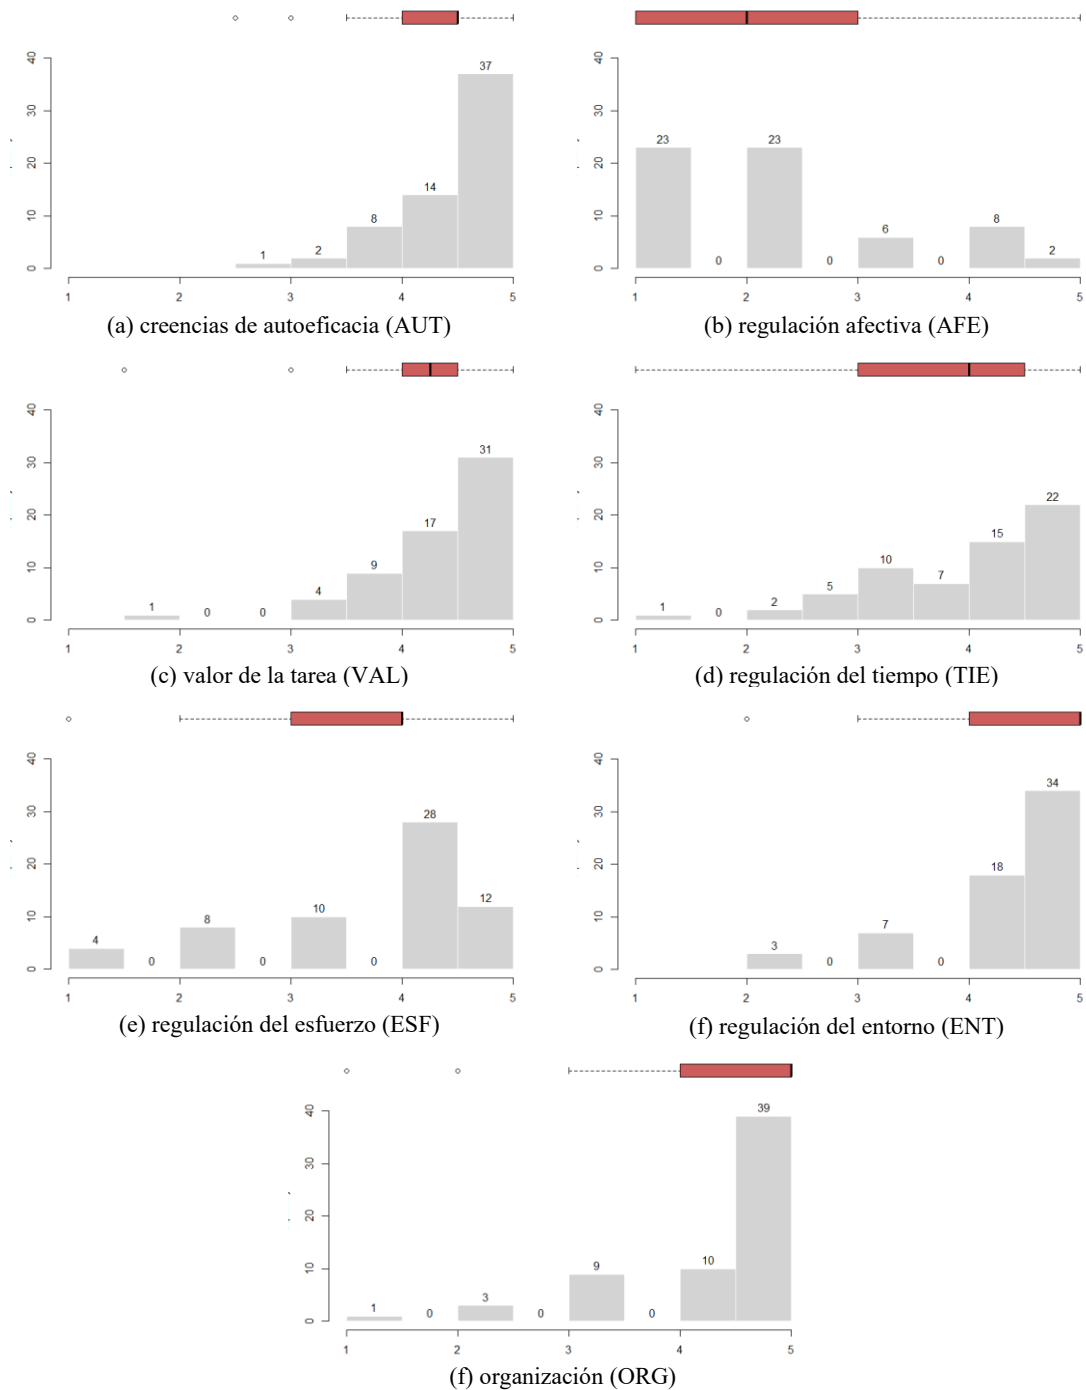 40
30
20
10
0
1 2 8 14 37
1 2 3 4 5
(a) creencias de autoeficacia (AUT)
40
30
20
10
0
23 0 23 0 6 0 8 2
1 2 3 4 5
(b) regulación afectiva (AFE)
40
30
20
10
0
1 0 0 4 9 17 31
1 2 3 4 5
(c) valor de la tarea (VAL)
40
30
20
10
0
1 0 2 5 10 7 15 22
1 2 3 4 5
(d) regulación del tiempo (TIE)
40
30
20
10
0
4 0 8 0 10 0 28 12
1 2 3 4 5
(e) regulación del esfuerzo (ESF)
40
30
20
10
0
3 0 7 0 18 34
1 2 3 4 5
(f) regulación del entorno (ENT)
40
30
20
10
0
1 0 3 0 9 0 10 39
1 2 3 4 5
(f) organización (ORG)